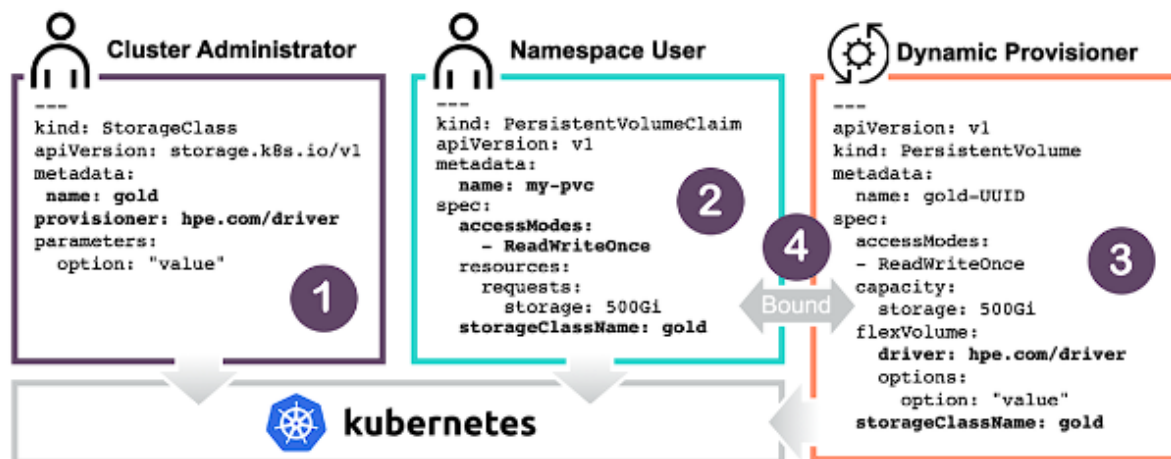 Cluster Administrator
---
kind: StorageClass
apiVersion: storage.k8s.io/v1
metadata:
  name: gold
provisioner: hpe.com/driver
parameters:
  option: "value"
1
Namespace User
---
kind: PersistentVolumeClaim
apiVersion: v1
metadata:
  name: my-pvc
spec:
  accessModes:
    - ReadWriteOnce
  resources:
    requests:
      storage: 500Gi
  storageClassName: gold
2
4
Bound
Dynamic Provisioner
---
apiVersion: v1
kind: PersistentVolume
metadata:
  name: gold-UUID
spec:
  accessModes:
  - ReadWriteOnce
  capacity:
    storage: 500Gi
  flexVolume:
    driver: hpe.com/driver
    options:
      option: "value"
  storageClassName: gold
3
kubernetes